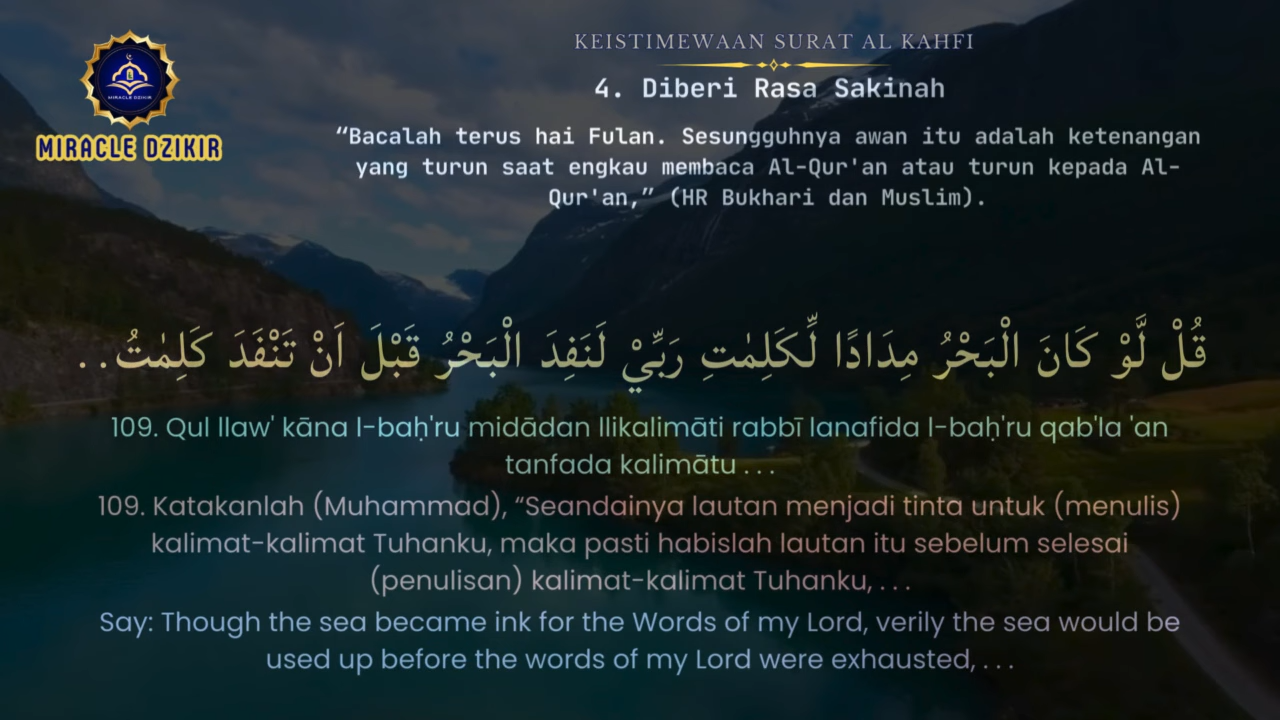 MIRACLE DZIKIR
MIRACLE DZIKIR
KEISTIMEWAAN SURAT AL KAHFI
4. Diberi Rasa Sakinah
“Bacalah terus hai Fulan. Sesungguhnya awan itu adalah ketenangan
yang turun saat engkau membaca Al-Qur'an atau turun kepada Al-
Qur'an,” (HR Bukhari dan Muslim).
قُلْ لَّوْ كَانَ الْبَحْرُ مِدَادًا لِّكَلِمٰتِ رَبِّيْ لَنَفِدَ الْبَحْرُ قَبْلَ اَنْ تَنْفَدَ كَلِمٰتُ. .
109. Qul llaw' kāna l-baḥ'ru midādan llikalimāti rabbī lanafida l-baḥ'ru qab'la 'an
tanfada kalimātu . . .
109. Katakanlah (Muhammad), “Seandainya lautan menjadi tinta untuk (menulis)
kalimat-kalimat Tuhanku, maka pasti habislah lautan itu sebelum selesai
(penulisan) kalimat-kalimat Tuhanku, . . .
Say: Though the sea became ink for the Words of my Lord, verily the sea would be
used up before the words of my Lord were exhausted, . . .